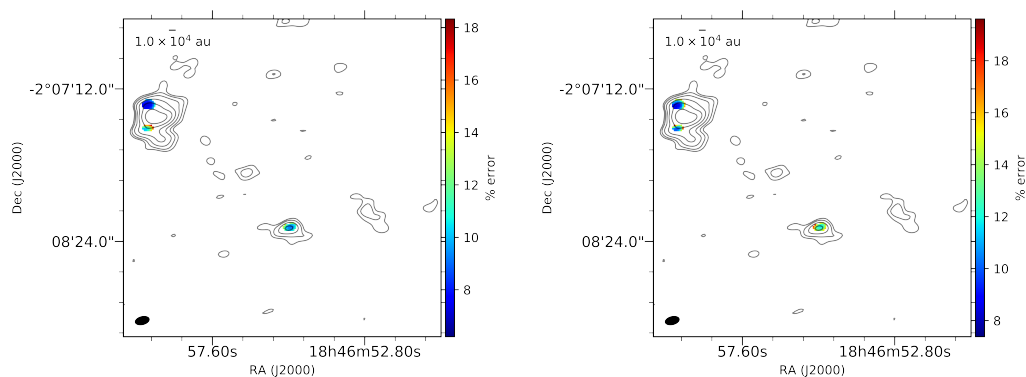 1.0 × 10⁴ au
-2°07'12.0"
08'24.0"
Dec (J2000)
57.60s
18h46m52.80s
RA (J2000)
18
16
14
12
10
8
% error
1.0 × 10⁴ au
-2°07'12.0"
08'24.0"
Dec (J2000)
57.60s
18h46m52.80s
RA (J2000)
18
16
14
12
10
8
% error